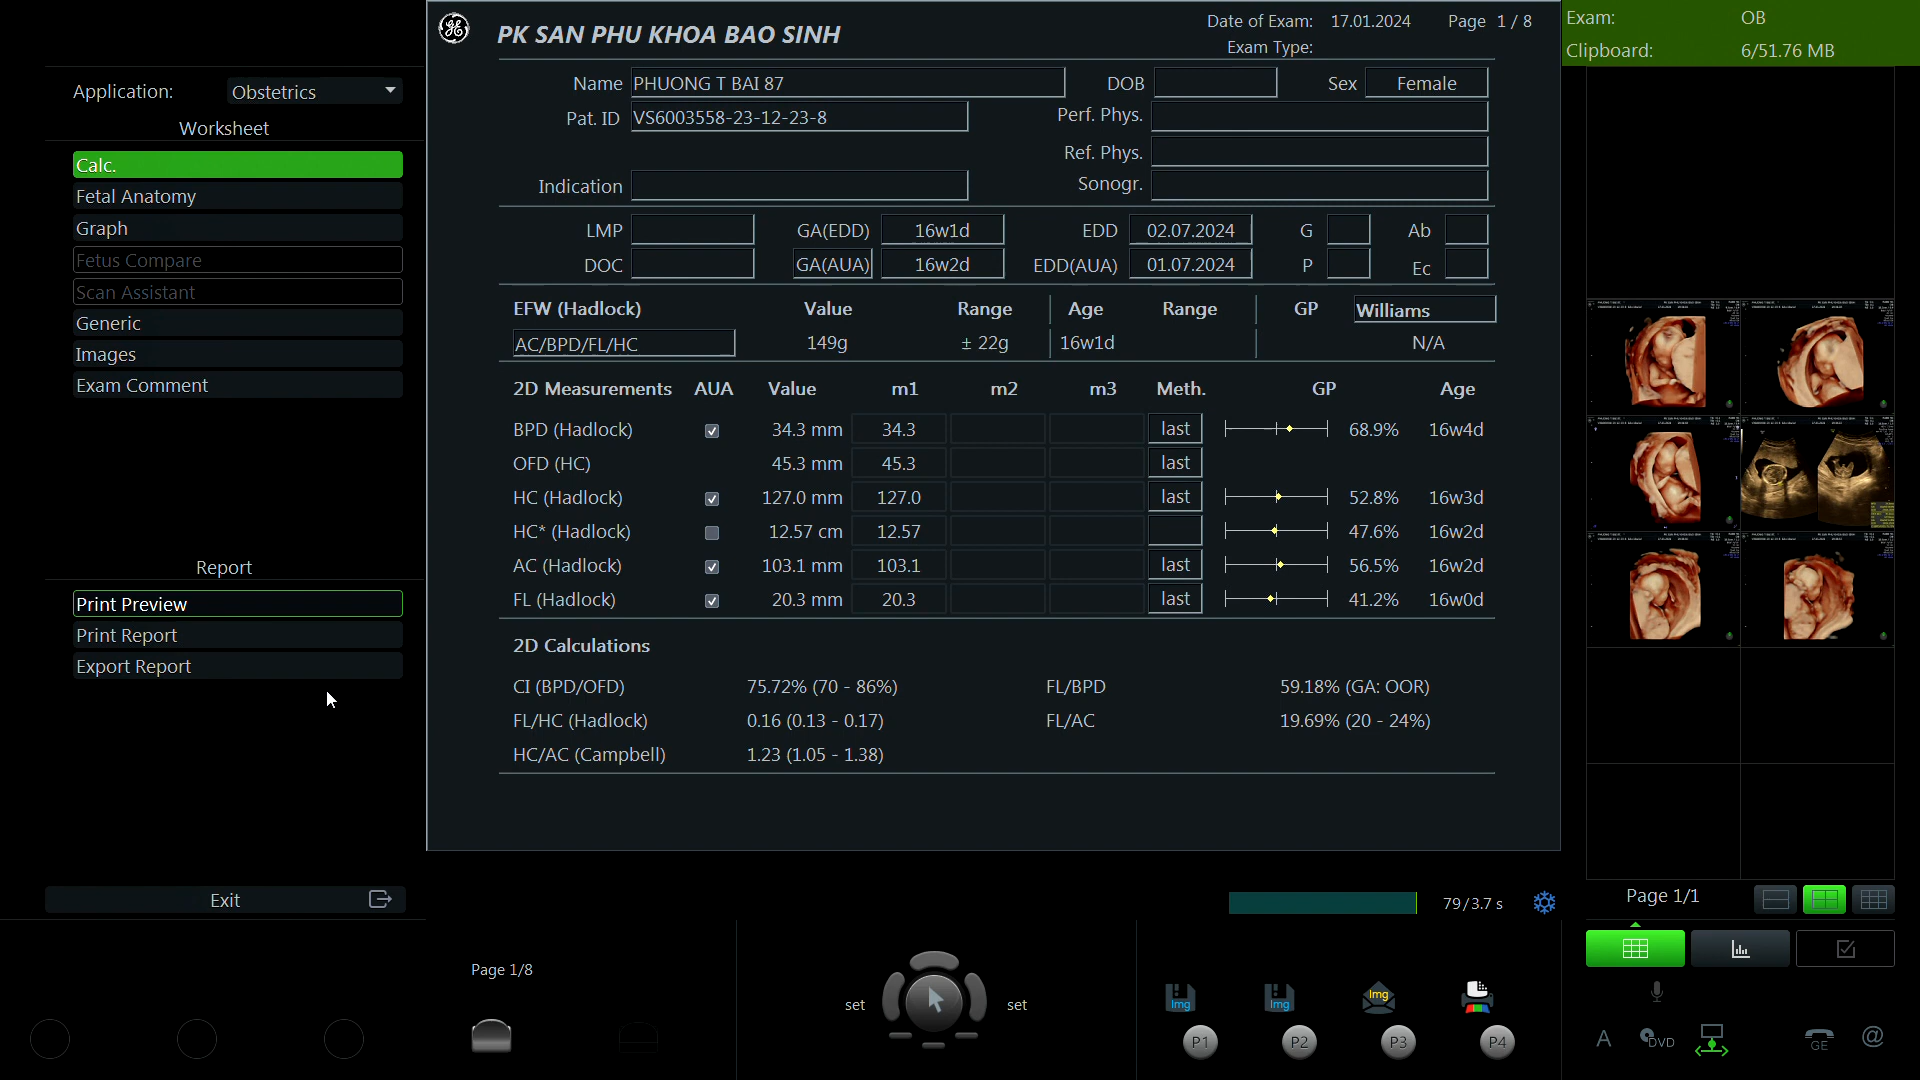 PK SAN PHU KHOA BAO SINH
Date of Exam: 17.01.2024 Page 1 / 8
Exam Type:
Exam: OB
Clipboard: 6/51.76 MB
Application: Obstetrics
Worksheet
Calc.
Fetal Anatomy
Graph
Fetus Compare
Scan Assistant
Generic
Images
Exam Comment
Report
Print Preview
Print Report
Export Report
Exit
Name PHUONG T BAI 87 DOB Sex Female
Pat. ID VS6003558-23-12-23-8 Perf. Phys.
Ref. Phys.
Indication Sonogr.
LMP GA(EDD) 16w1d EDD 02.07.2024 G Ab
DOC GA(AUA) 16w2d EDD(AUA) 01.07.2024 P Ec
EFW (Hadlock) Value Range Age Range GP Williams
AC/BPD/FL/HC 149g ± 22g 16w1d N/A
2D Measurements AUA Value m1 m2 m3 Meth. GP Age
BPD (Hadlock) 34.3 mm 34.3 last 68.9% 16w4d
OFD (HC) 45.3 mm 45.3 last
HC (Hadlock) 127.0 mm 127.0 last 52.8% 16w3d
HC* (Hadlock) 12.57 cm 12.57 47.6% 16w2d
AC (Hadlock) 103.1 mm 103.1 last 56.5% 16w2d
FL (Hadlock) 20.3 mm 20.3 last 41.2% 16w0d
2D Calculations
CI (BPD/OFD) 75.72% (70 - 86%) FL/BPD 59.18% (GA: OOR)
FL/HC (Hadlock) 0.16 (0.13 - 0.17) FL/AC 19.69% (20 - 24%)
HC/AC (Campbell) 1.23 (1.05 - 1.38)
79/3.7 s
Page 1/1
Page 1/8
set set
Img Img Img
P1 P2 P3 P4
A DVD GE @